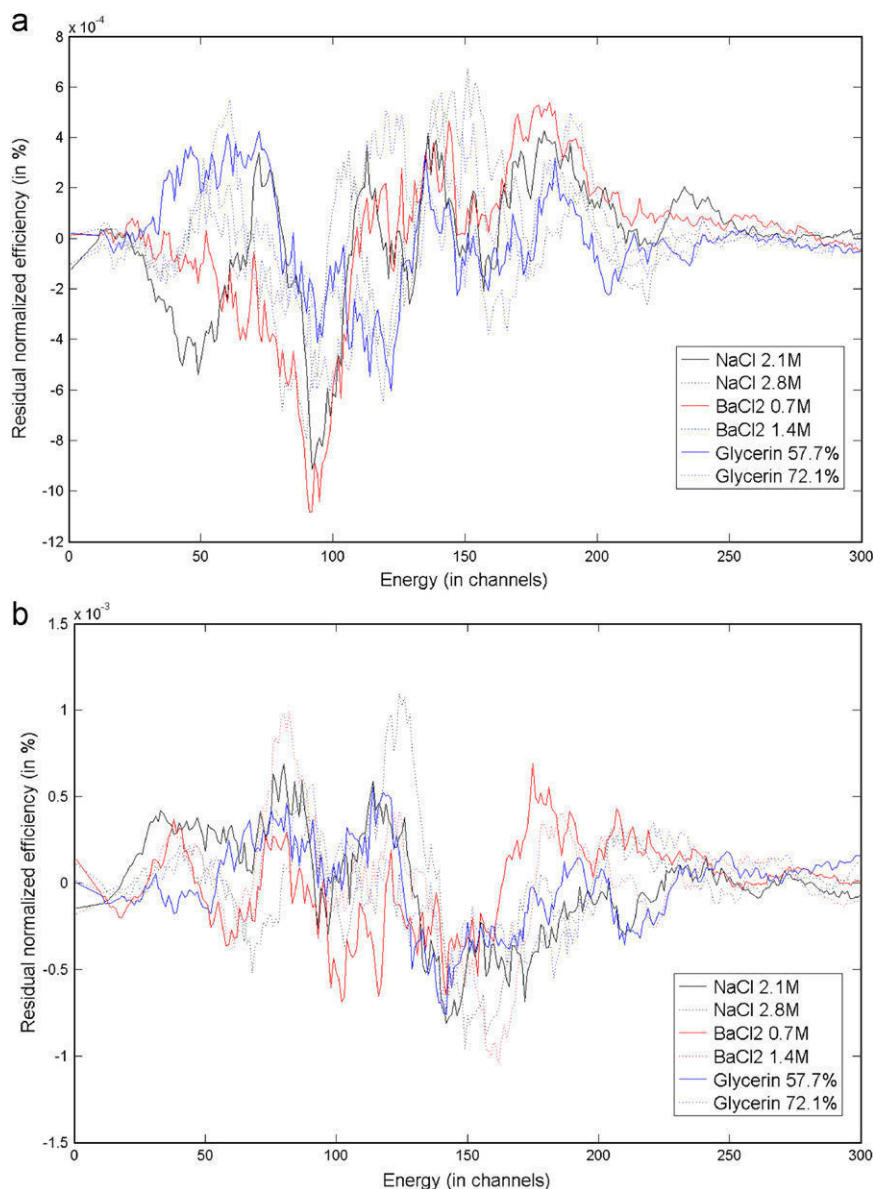 a
x 10⁻⁴
8
6
4
2
0
-2
-4
-6
-8
-10
-12
Residual normalized efficiency (in %)
NaCl 2.1M
NaCl 2.8M
BaCl2 0.7M
BaCl2 1.4M
Glycerin 57.7%
Glycerin 72.1%
0 50 100 150 200 250 300
Energy (in channels)
b
x 10⁻³
1.5
1
0.5
0
-0.5
-1
-1.5
Residual normalized efficiency (in %)
NaCl 2.1M
NaCl 2.8M
BaCl2 0.7M
BaCl2 1.4M
Glycerin 57.7%
Glycerin 72.1%
0 50 100 150 200 250 300
Energy (in channels)